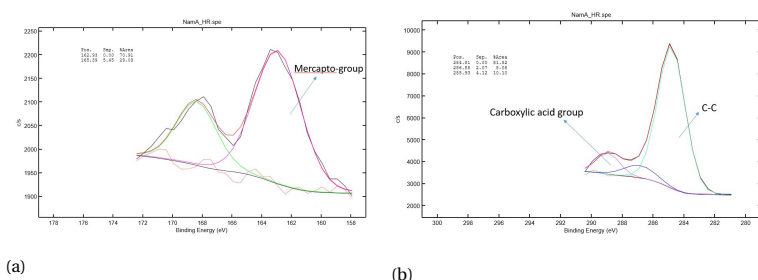 NamA_HR.spe
2250
2200
2150
2100
2050
2000
1950
1900
c/s
Pos. Sep. %Area
162.93 0.00 70.91
168.39 5.45 29.09
Mercapto-group
178 176 174 172 170 168 166 164 162 160 158
Binding Energy (eV)
(a)
NamA_HR.spe
10000
9000
8000
7000
6000
5000
4000
3000
2000
c/s
Pos. Sep. %Area
284.81 0.00 81.82
286.88 2.07 8.08
288.93 4.12 10.10
Carboxylic acid group
C-C
300 298 296 294 292 290 288 286 284 282 280
Binding Energy (eV)
(b)